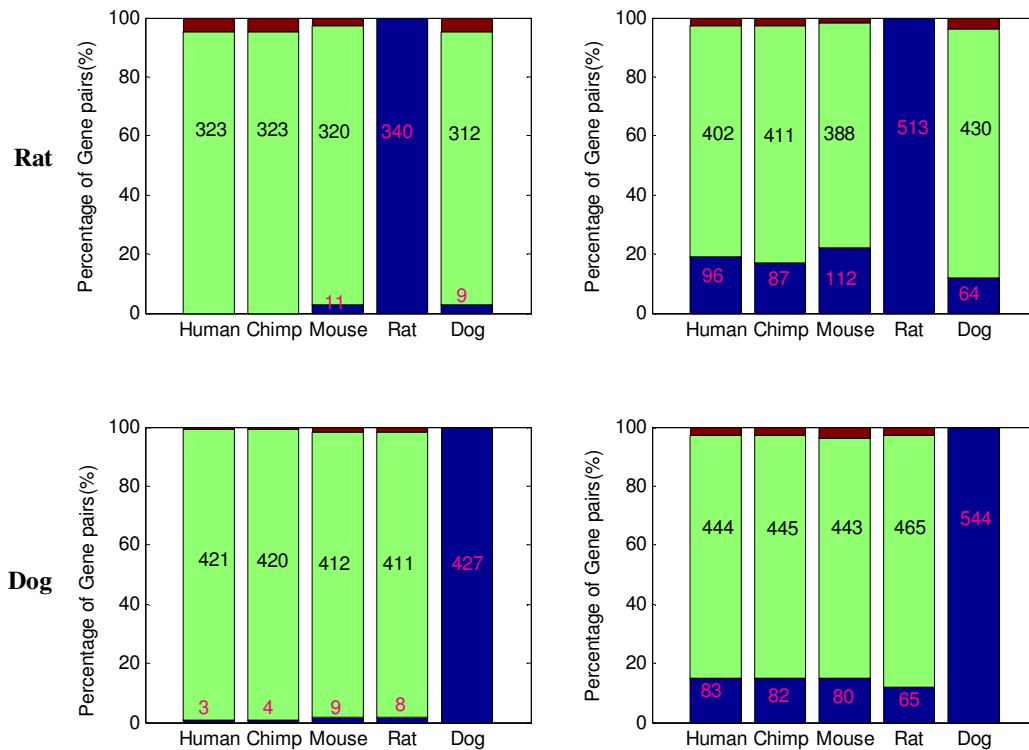 Rat
Percentage of Gene pairs(%)
100
80
60
40
20
0
323 323 320 340 312
11 9
Human Chimp Mouse Rat Dog
Percentage of Gene pairs(%)
100
80
60
40
20
0
402 411 388 513 430
96 87 112 64
Human Chimp Mouse Rat Dog
Dog
Percentage of Gene pairs(%)
100
80
60
40
20
0
421 420 412 411 427
3 4 9 8
Human Chimp Mouse Rat Dog
Percentage of Gene pairs(%)
100
80
60
40
20
0
444 445 443 465 544
83 82 80 65
Human Chimp Mouse Rat Dog